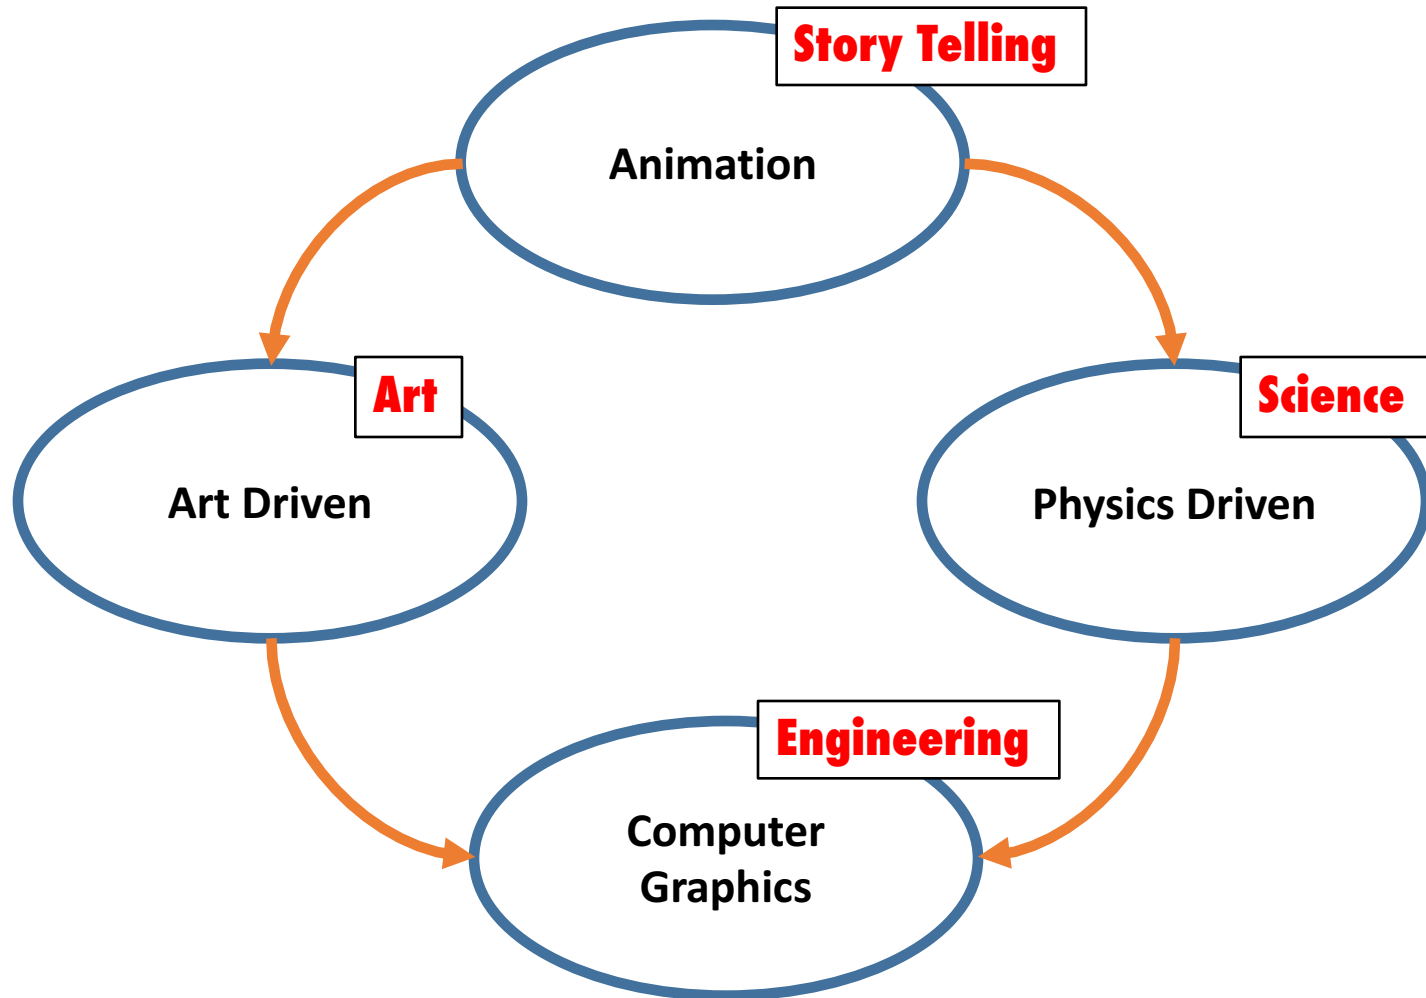 Story Telling
Animation
Art
Art Driven
Science
Physics Driven
Engineering
Computer
Graphics